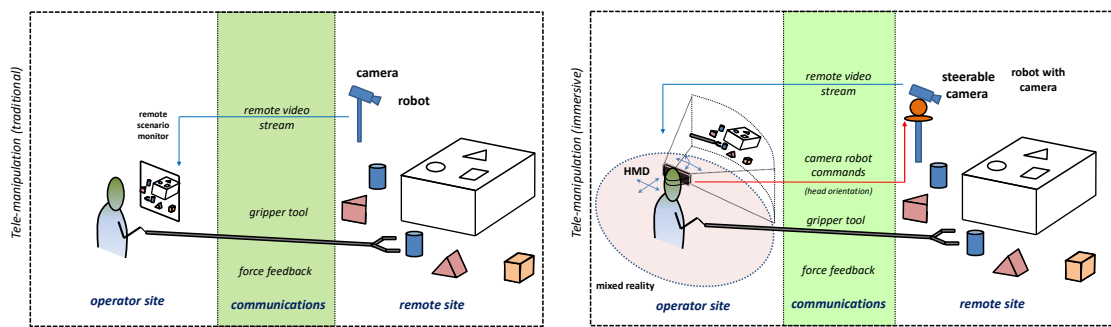 Tele-manipulation (traditional)
camera
robot
remote video
stream
remote
scenario
monitor
gripper tool
force feedback
operator site
communications
remote site
Tele-manipulation (immersive)
remote video
stream
steerable
camera
robot with
camera
HMD
camera robot
commands
(head orientation)
gripper tool
force feedback
mixed reality
operator site
communications
remote site